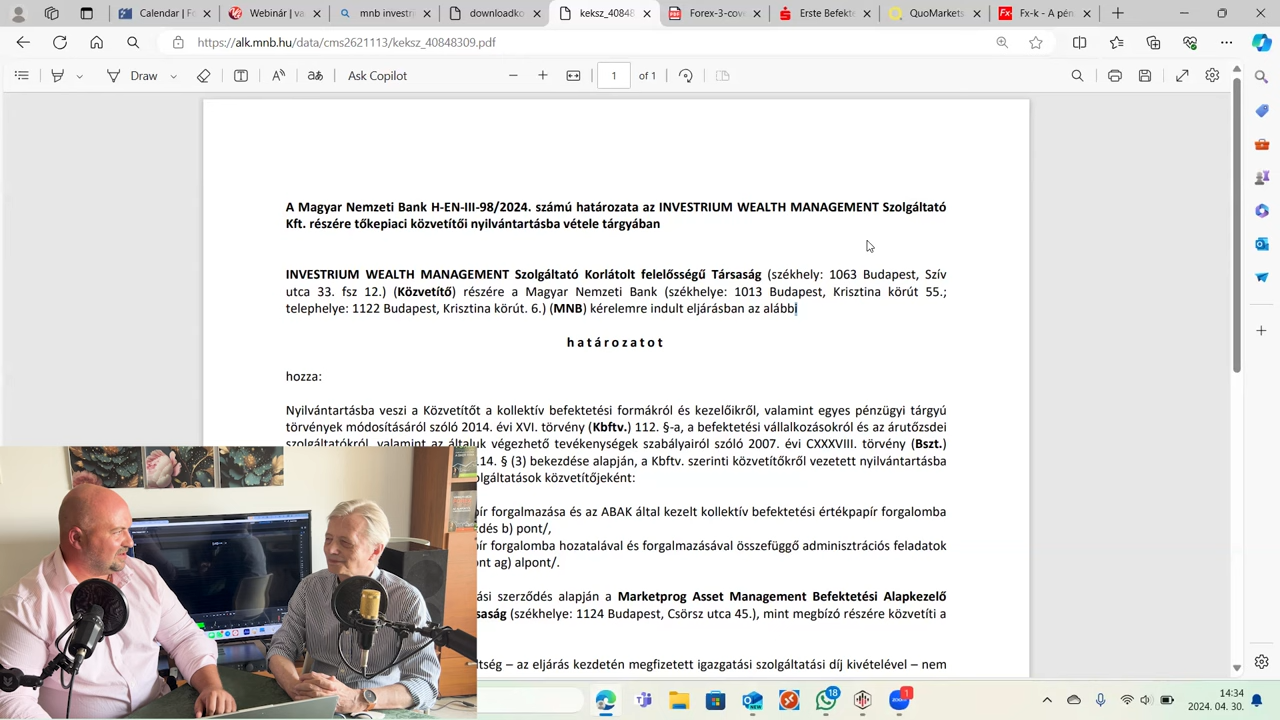 Calendar | F
Webinár | va
mnb investr
downloadko
keksz_40848
Forex-3-cove
Erste Befekte
QuoMarkets
Fx-k - A pén
https://alk.mnb.hu/data/cms2621113/keksz_40848309.pdf
Draw
Ask Copilot
1 of 1
A Magyar Nemzeti Bank H-EN-III-98/2024. számú határozata az INVESTRIUM WEALTH MANAGEMENT Szolgáltató
Kft. részére tőkepiaci közvetítői nyilvántartásba vétele tárgyában
INVESTRIUM WEALTH MANAGEMENT Szolgáltató Korlátolt felelősségű Társaság (székhely: 1063 Budapest, Szív
utca 33. fsz 12.) (Közvetítő) részére a Magyar Nemzeti Bank (székhelye: 1013 Budapest, Krisztina körút 55.;
telephelye: 1122 Budapest, Krisztina körút. 6.) (MNB) kérelemre indult eljárásban az alábbi
határozatot
hozza:
Nyilvántartásba veszi a Közvetítőt a kollektív befektetési formákról és kezelőikről, valamint egyes pénzügyi tárgyú
törvények módosításáról szóló 2014. évi XVI. törvény (Kbftv.) 112. §-a, a befektetési vállalkozásokról és az árutőzsdei
szolgáltatókról, valamint az általuk végezhető tevékenységek szabályairól szóló 2007. évi CXXXVIII. törvény (Bszt.)
14. § (3) bekezdése alapján, a Kbftv. szerinti közvetítőkről vezetett nyilvántartásba
olgáltatások közvetítőjeként:
pír forgalmazása és az ABAK által kezelt kollektív befektetési értékpapír forgalomba
dés b) pont/,
pír forgalomba hozatalával és forgalmazásával összefüggő adminisztrációs feladatok
ont ag) alpont/.
ási szerződés alapján a Marketprog Asset Management Befektetési Alapkezelő
saság (székhelye: 1124 Budapest, Csörsz utca 45.), mint megbízó részére közvetíti a
ltség – az eljárás kezdetén megfizetett igazgatási szolgáltatási díj kivételével – nem
18
1
14:34
2024. 04. 30.